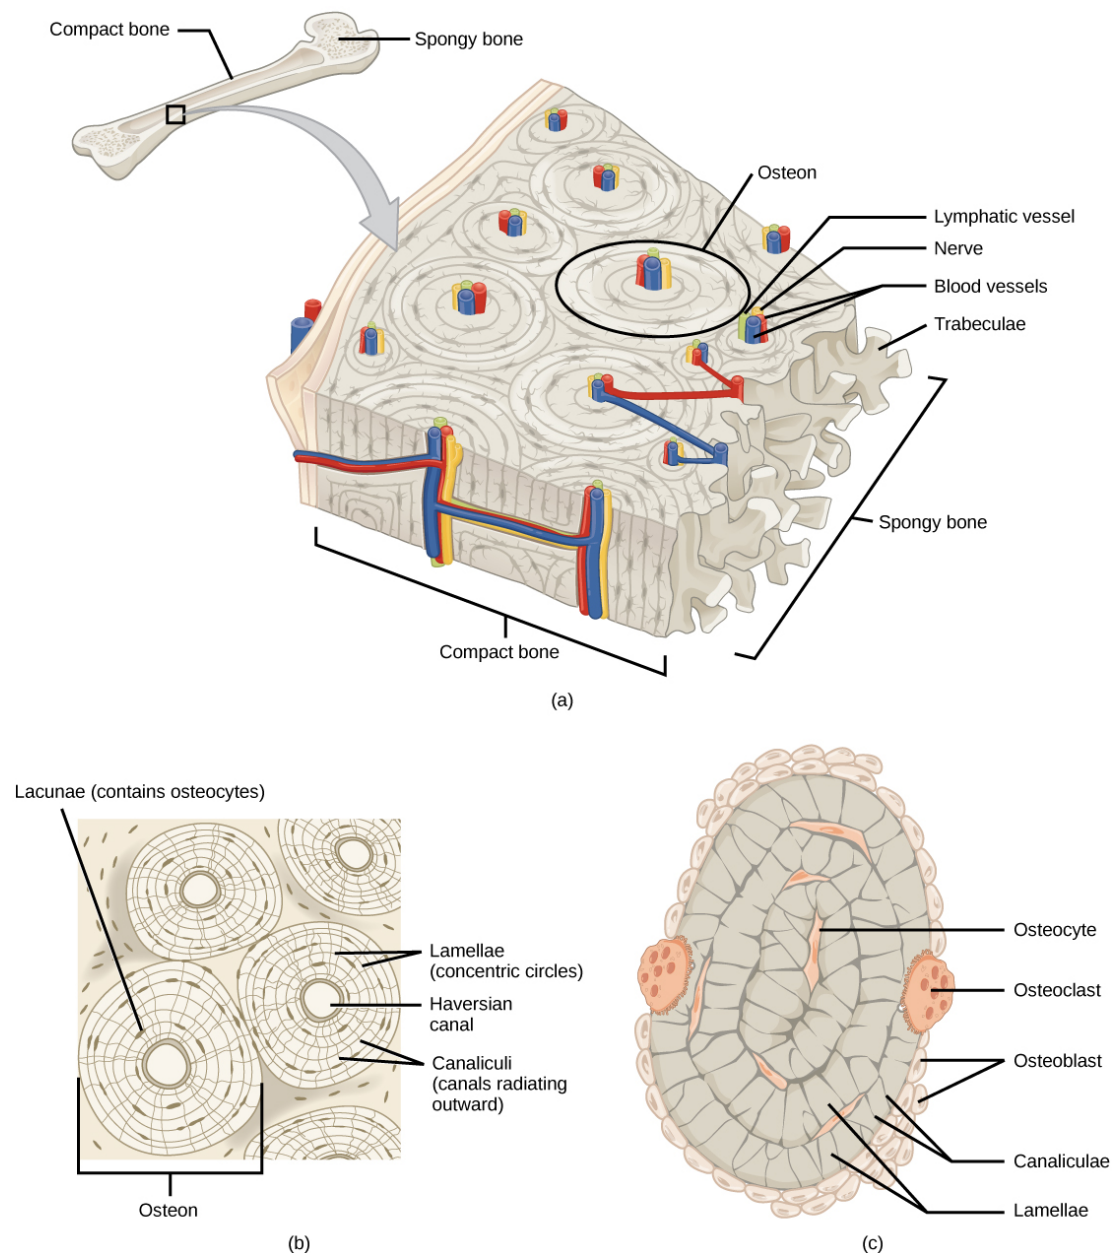 Compact bone
Spongy bone
Osteon
Lymphatic vessel
Nerve
Blood vessels
Trabeculae
Spongy bone
Compact bone
(a)
Lacunae (contains osteocytes)
Lamellae
(concentric circles)
Haversian
canal
Canaliculi
(canals radiating
outward)
Osteon
(b)
Osteocyte
Osteoclast
Osteoblast
Canaliculae
Lamellae
(c)